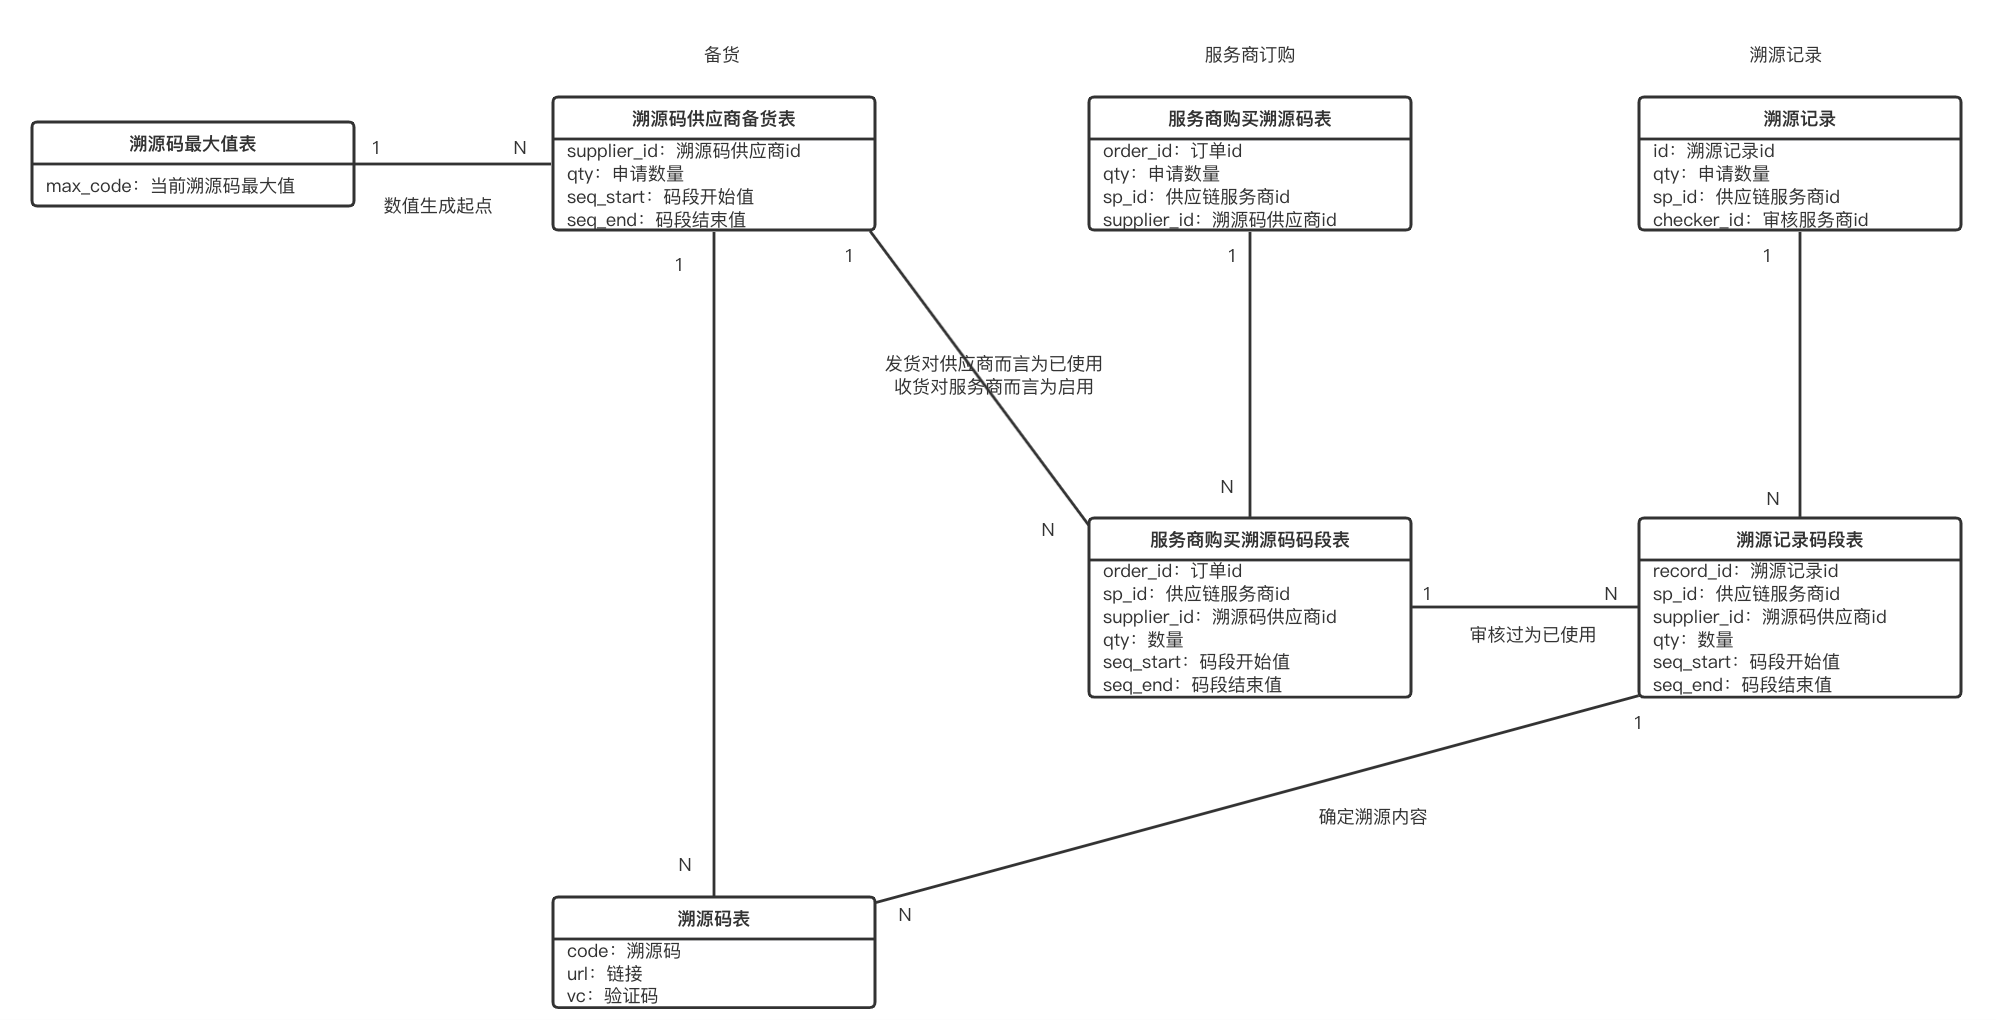 备货
服务商订购
溯源记录
溯源码最大值表
max_code：当前溯源码最大值
1
N
数值生成起点
溯源码供应商备货表
supplier_id：溯源码供应商id
qty：申请数量
seq_start：码段开始值
seq_end：码段结束值
服务商购买溯源码表
order_id：订单id
qty：申请数量
sp_id：供应链服务商id
supplier_id：溯源码供应商id
溯源记录
id：溯源记录id
qty：申请数量
sp_id：供应链服务商id
checker_id：审核服务商id
1
1
1
1
发货对供应商而言为已使用
收货对服务商而言为启用
N
N
N
服务商购买溯源码码段表
order_id：订单id
sp_id：供应链服务商id
supplier_id：溯源码供应商id
qty：数量
seq_start：码段开始值
seq_end：码段结束值
1
N
审核过为已使用
溯源记录码段表
record_id：溯源记录id
sp_id：供应链服务商id
supplier_id：溯源码供应商id
qty：数量
seq_start：码段开始值
seq_end：码段结束值
1
确定溯源内容
N
N
溯源码表
code：溯源码
url：链接
vc：验证码